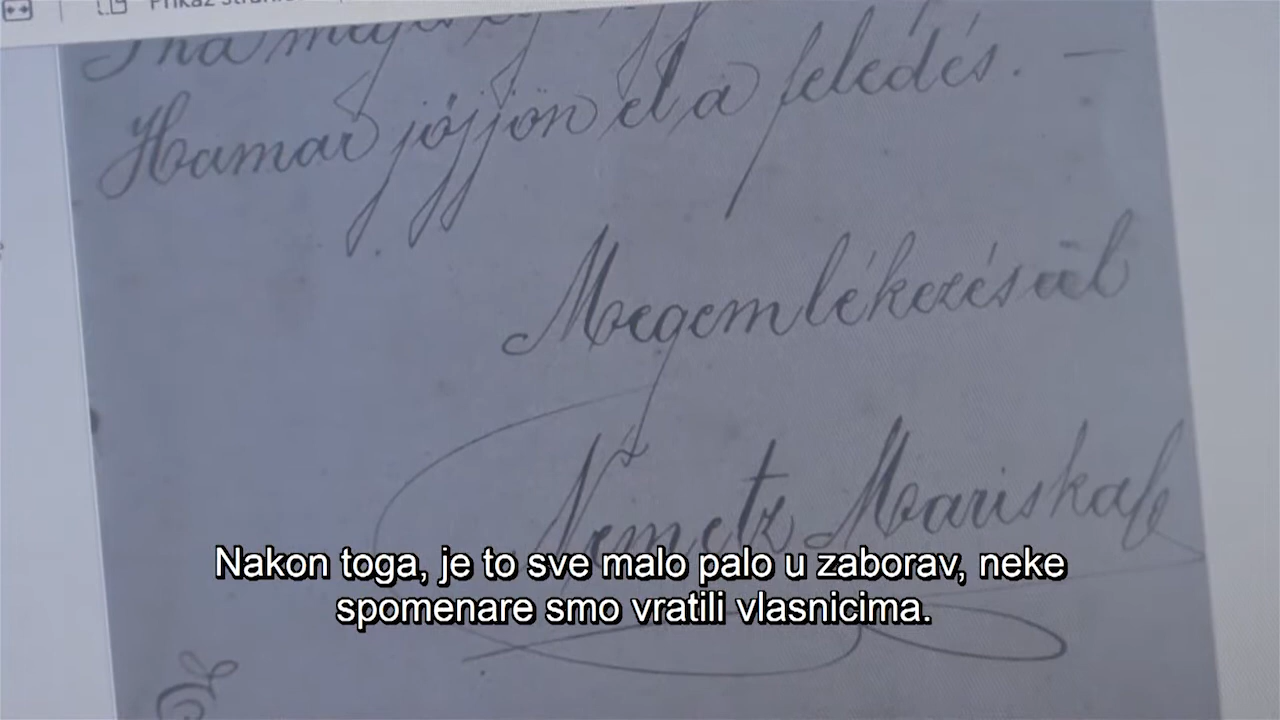 Hamar jöjjön el a feledés. —
Megemlékezésül
Nemetz Mariska
Nakon toga, je to sve malo palo u zaborav, neke
spomenare smo vratili vlasnicima.